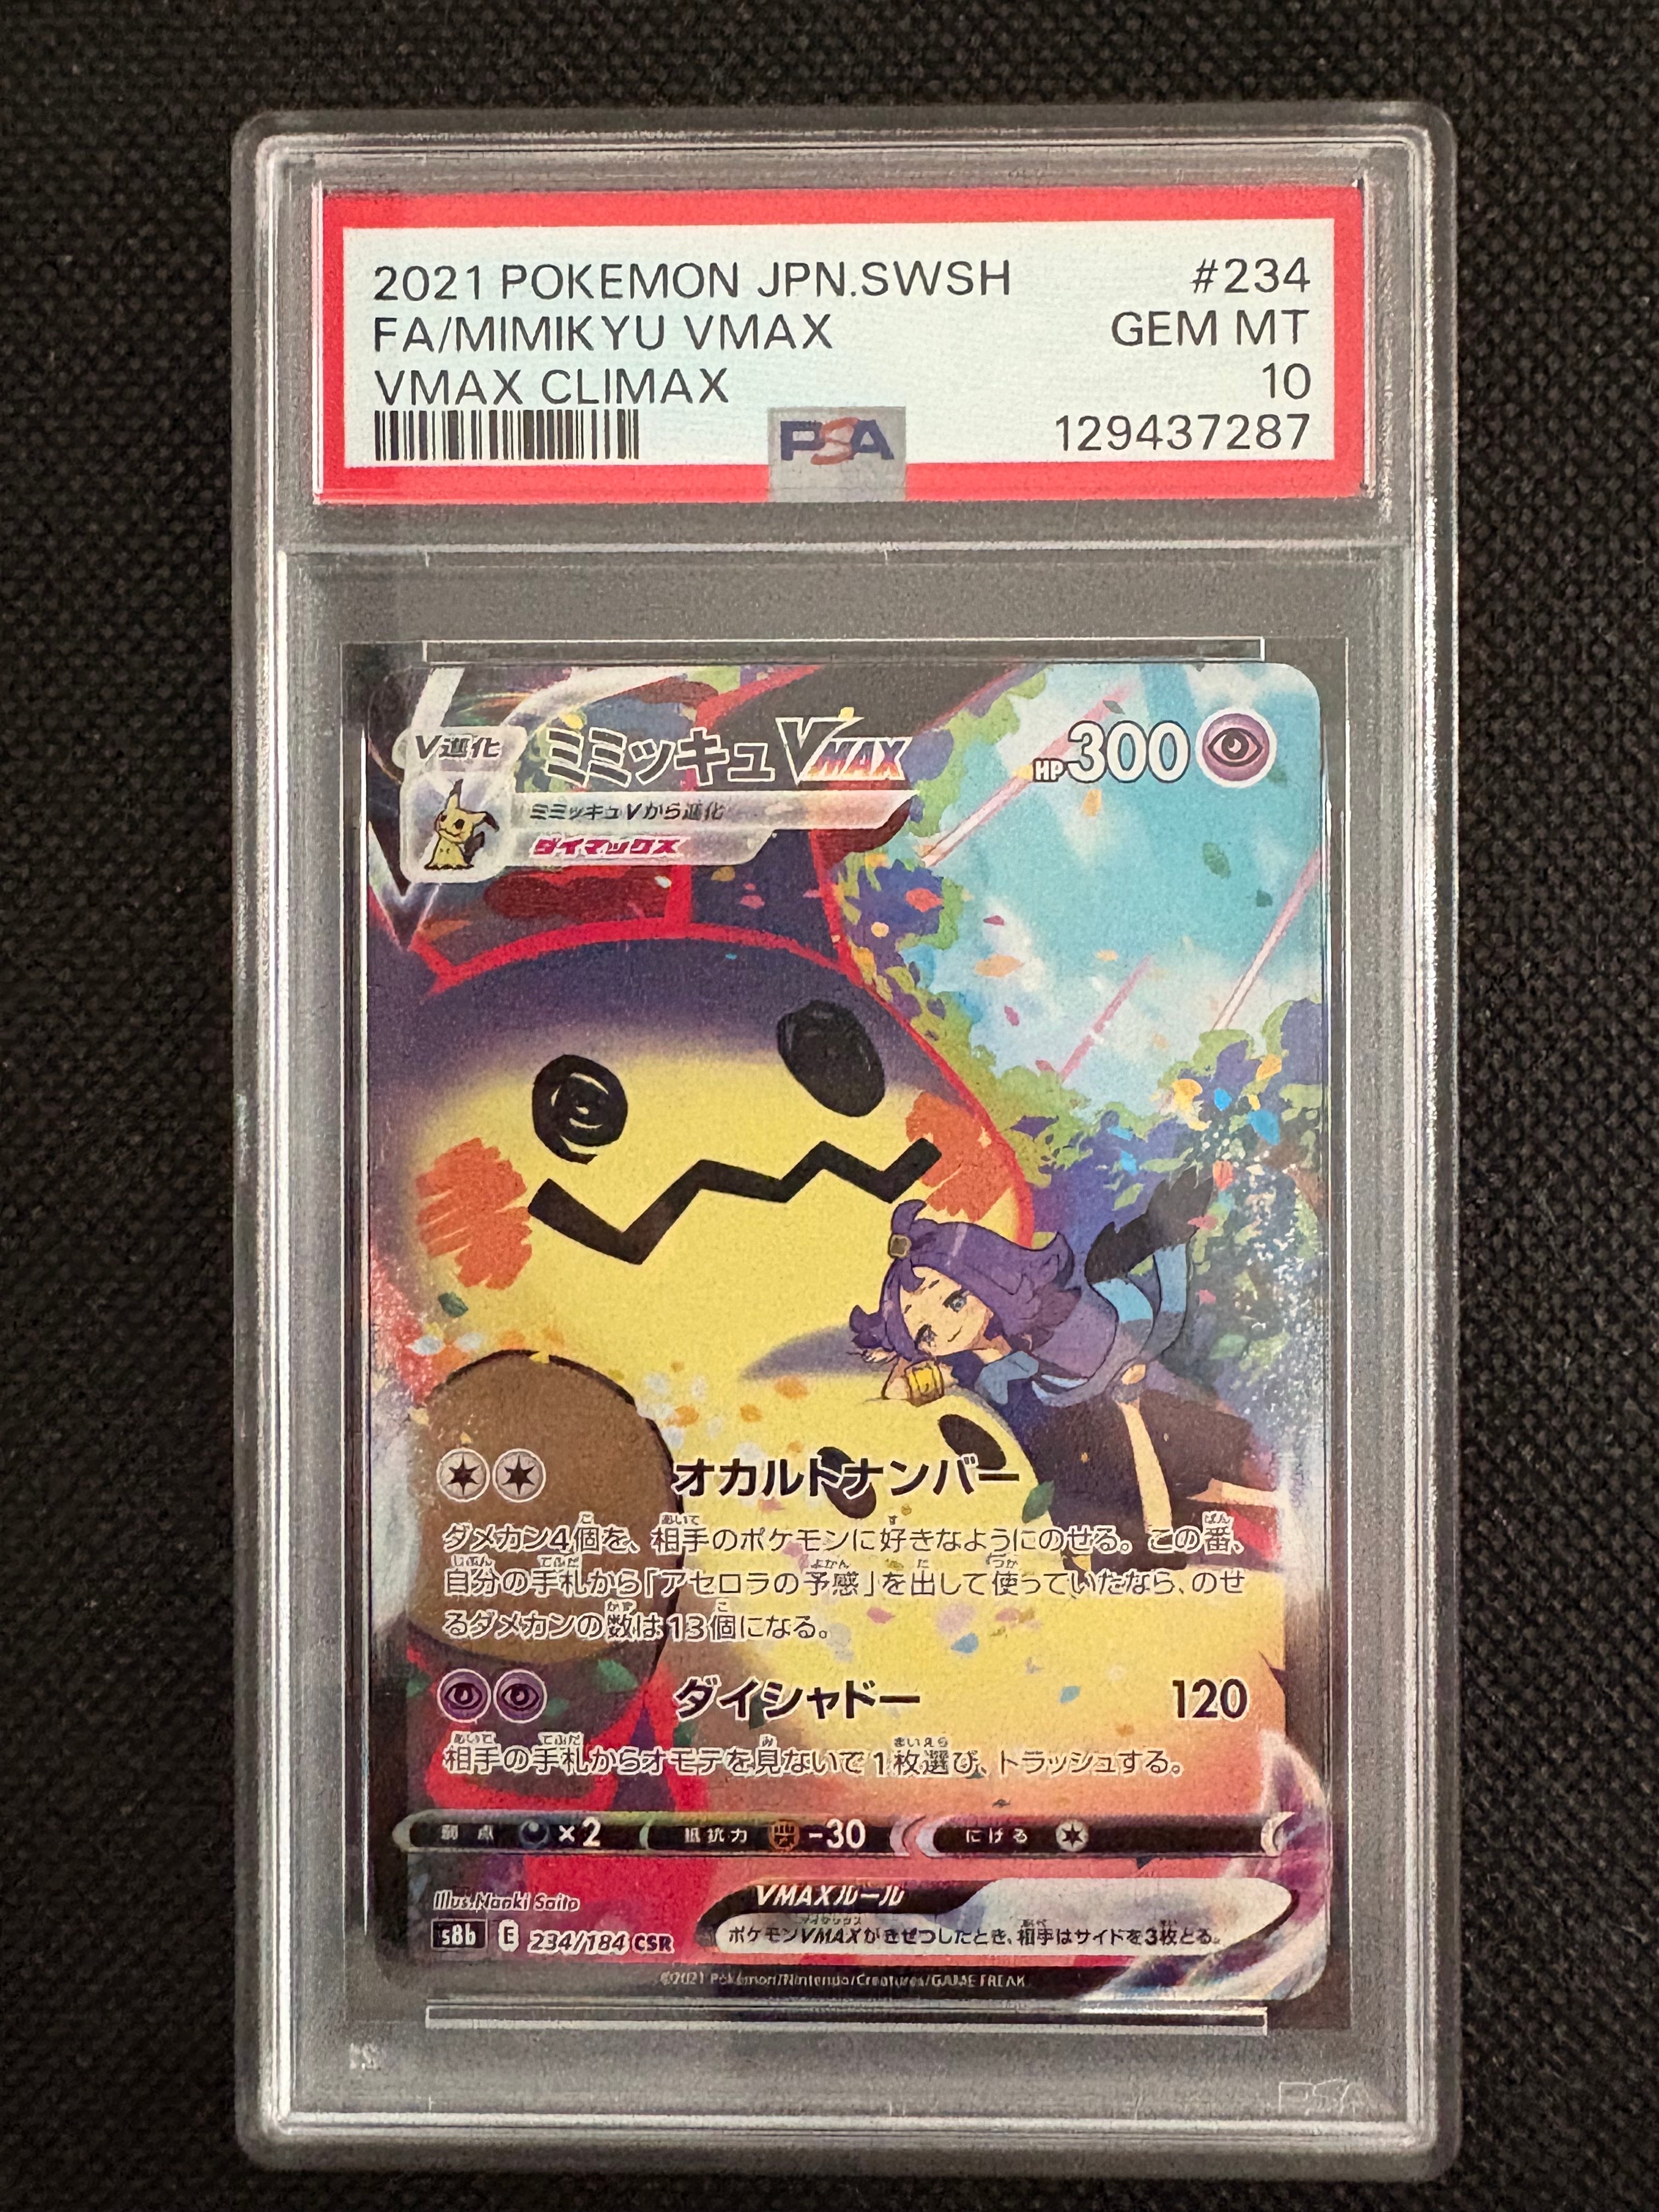 2021 POKEMON JPN.SWSH #234
FA/MIMIKYU VMAX GEM MT
VMAX CLIMAX 10
PSA 129437287
V進化 ミミッキュVMAX HP300
ミミッキュVから進化
ダイマックス
オカルトナンバー
ダメカン4個を、相手のポケモンに好きなようにのせる。この番、
自分の手札から「アセロラの予感」を出して使っていたなら、のせ
るダメカンの数は13個になる。
ダイシャドー 120
相手の手札からオモテを見ないで1枚選び、トラッシュする。
弱点 ×2 抵抗力 -30 にげる
Illus.Naoki Saito
VMAXルール
ポケモンVMAXがきぜつしたとき、相手はサイドを3枚とる。
s8b E 234/184 CSR
©2021 Pokémon/Nintendo/Creatures/GAME FREAK
PSA